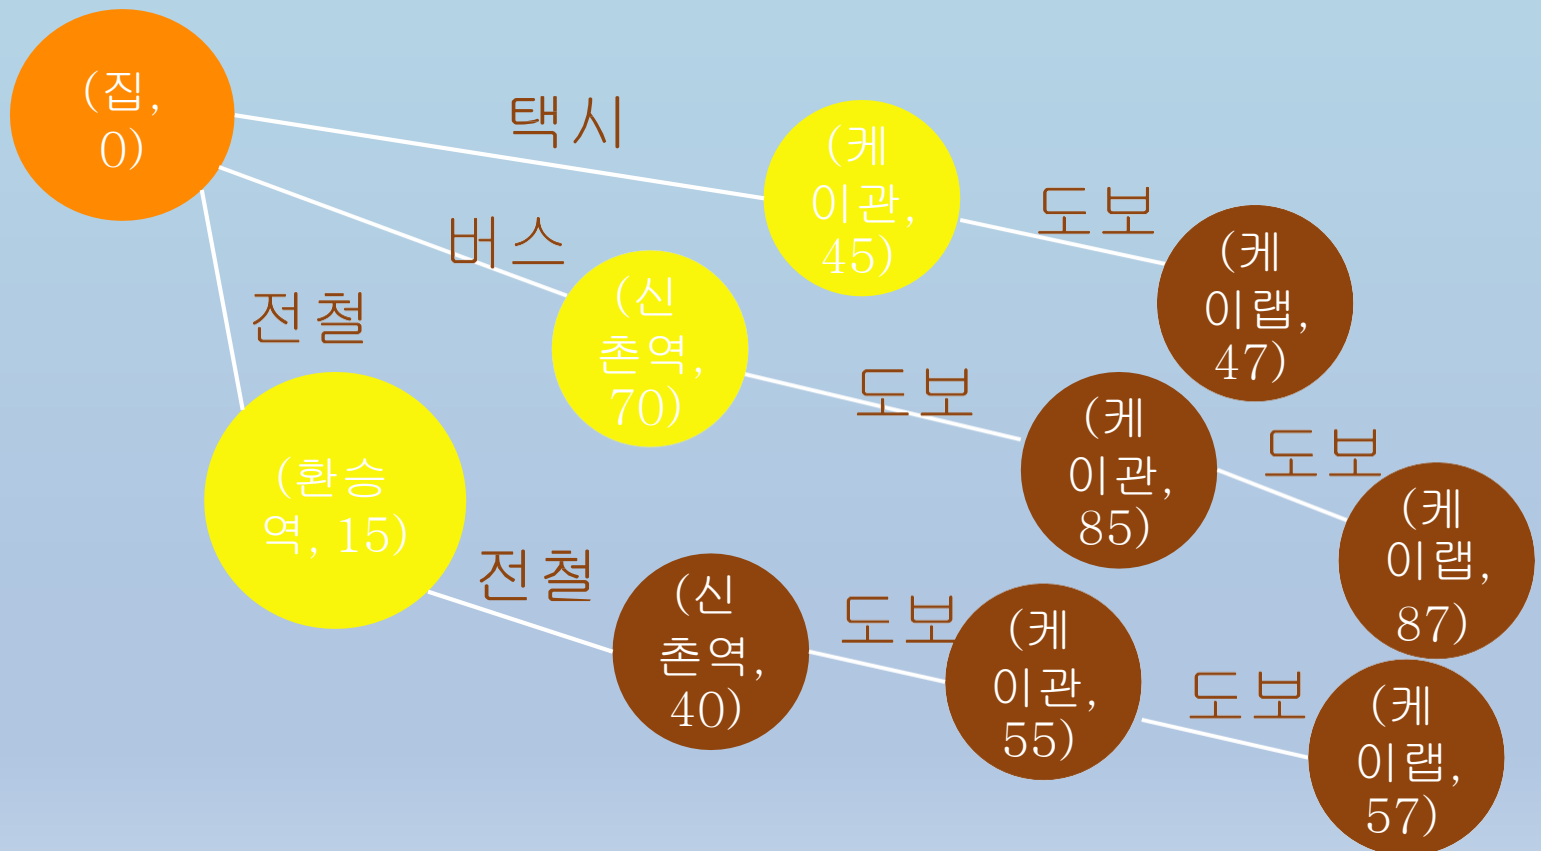 (집,
0)
택시
(케
이관,
45)
도보
(케
이랩,
47)
버스
(신
촌역,
70)
도보
(케
이관,
85)
도보
(케
이랩,
87)
전철
(환승
역, 15)
전철
(신
촌역,
40)
도보
(케
이관,
55)
도보
(케
이랩,
57)